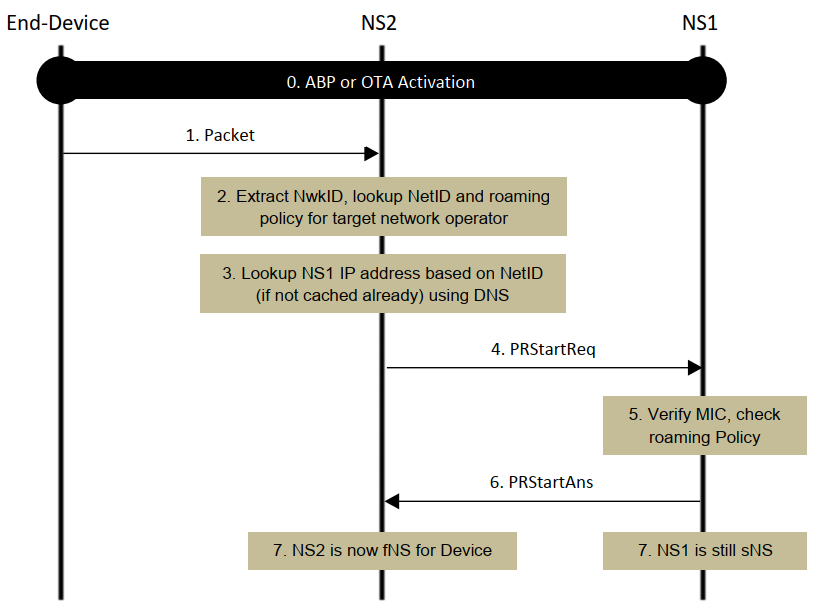 End-Device NS2 NS1
0. ABP or OTA Activation
1. Packet
2. Extract NwkID, lookup NetID and roaming
policy for target network operator
3. Lookup NS1 IP address based on NetID
(if not cached already) using DNS
4. PRStartReq
5. Verify MIC, check
roaming Policy
6. PRStartAns
7. NS2 is now fNS for Device
7. NS1 is still sNS